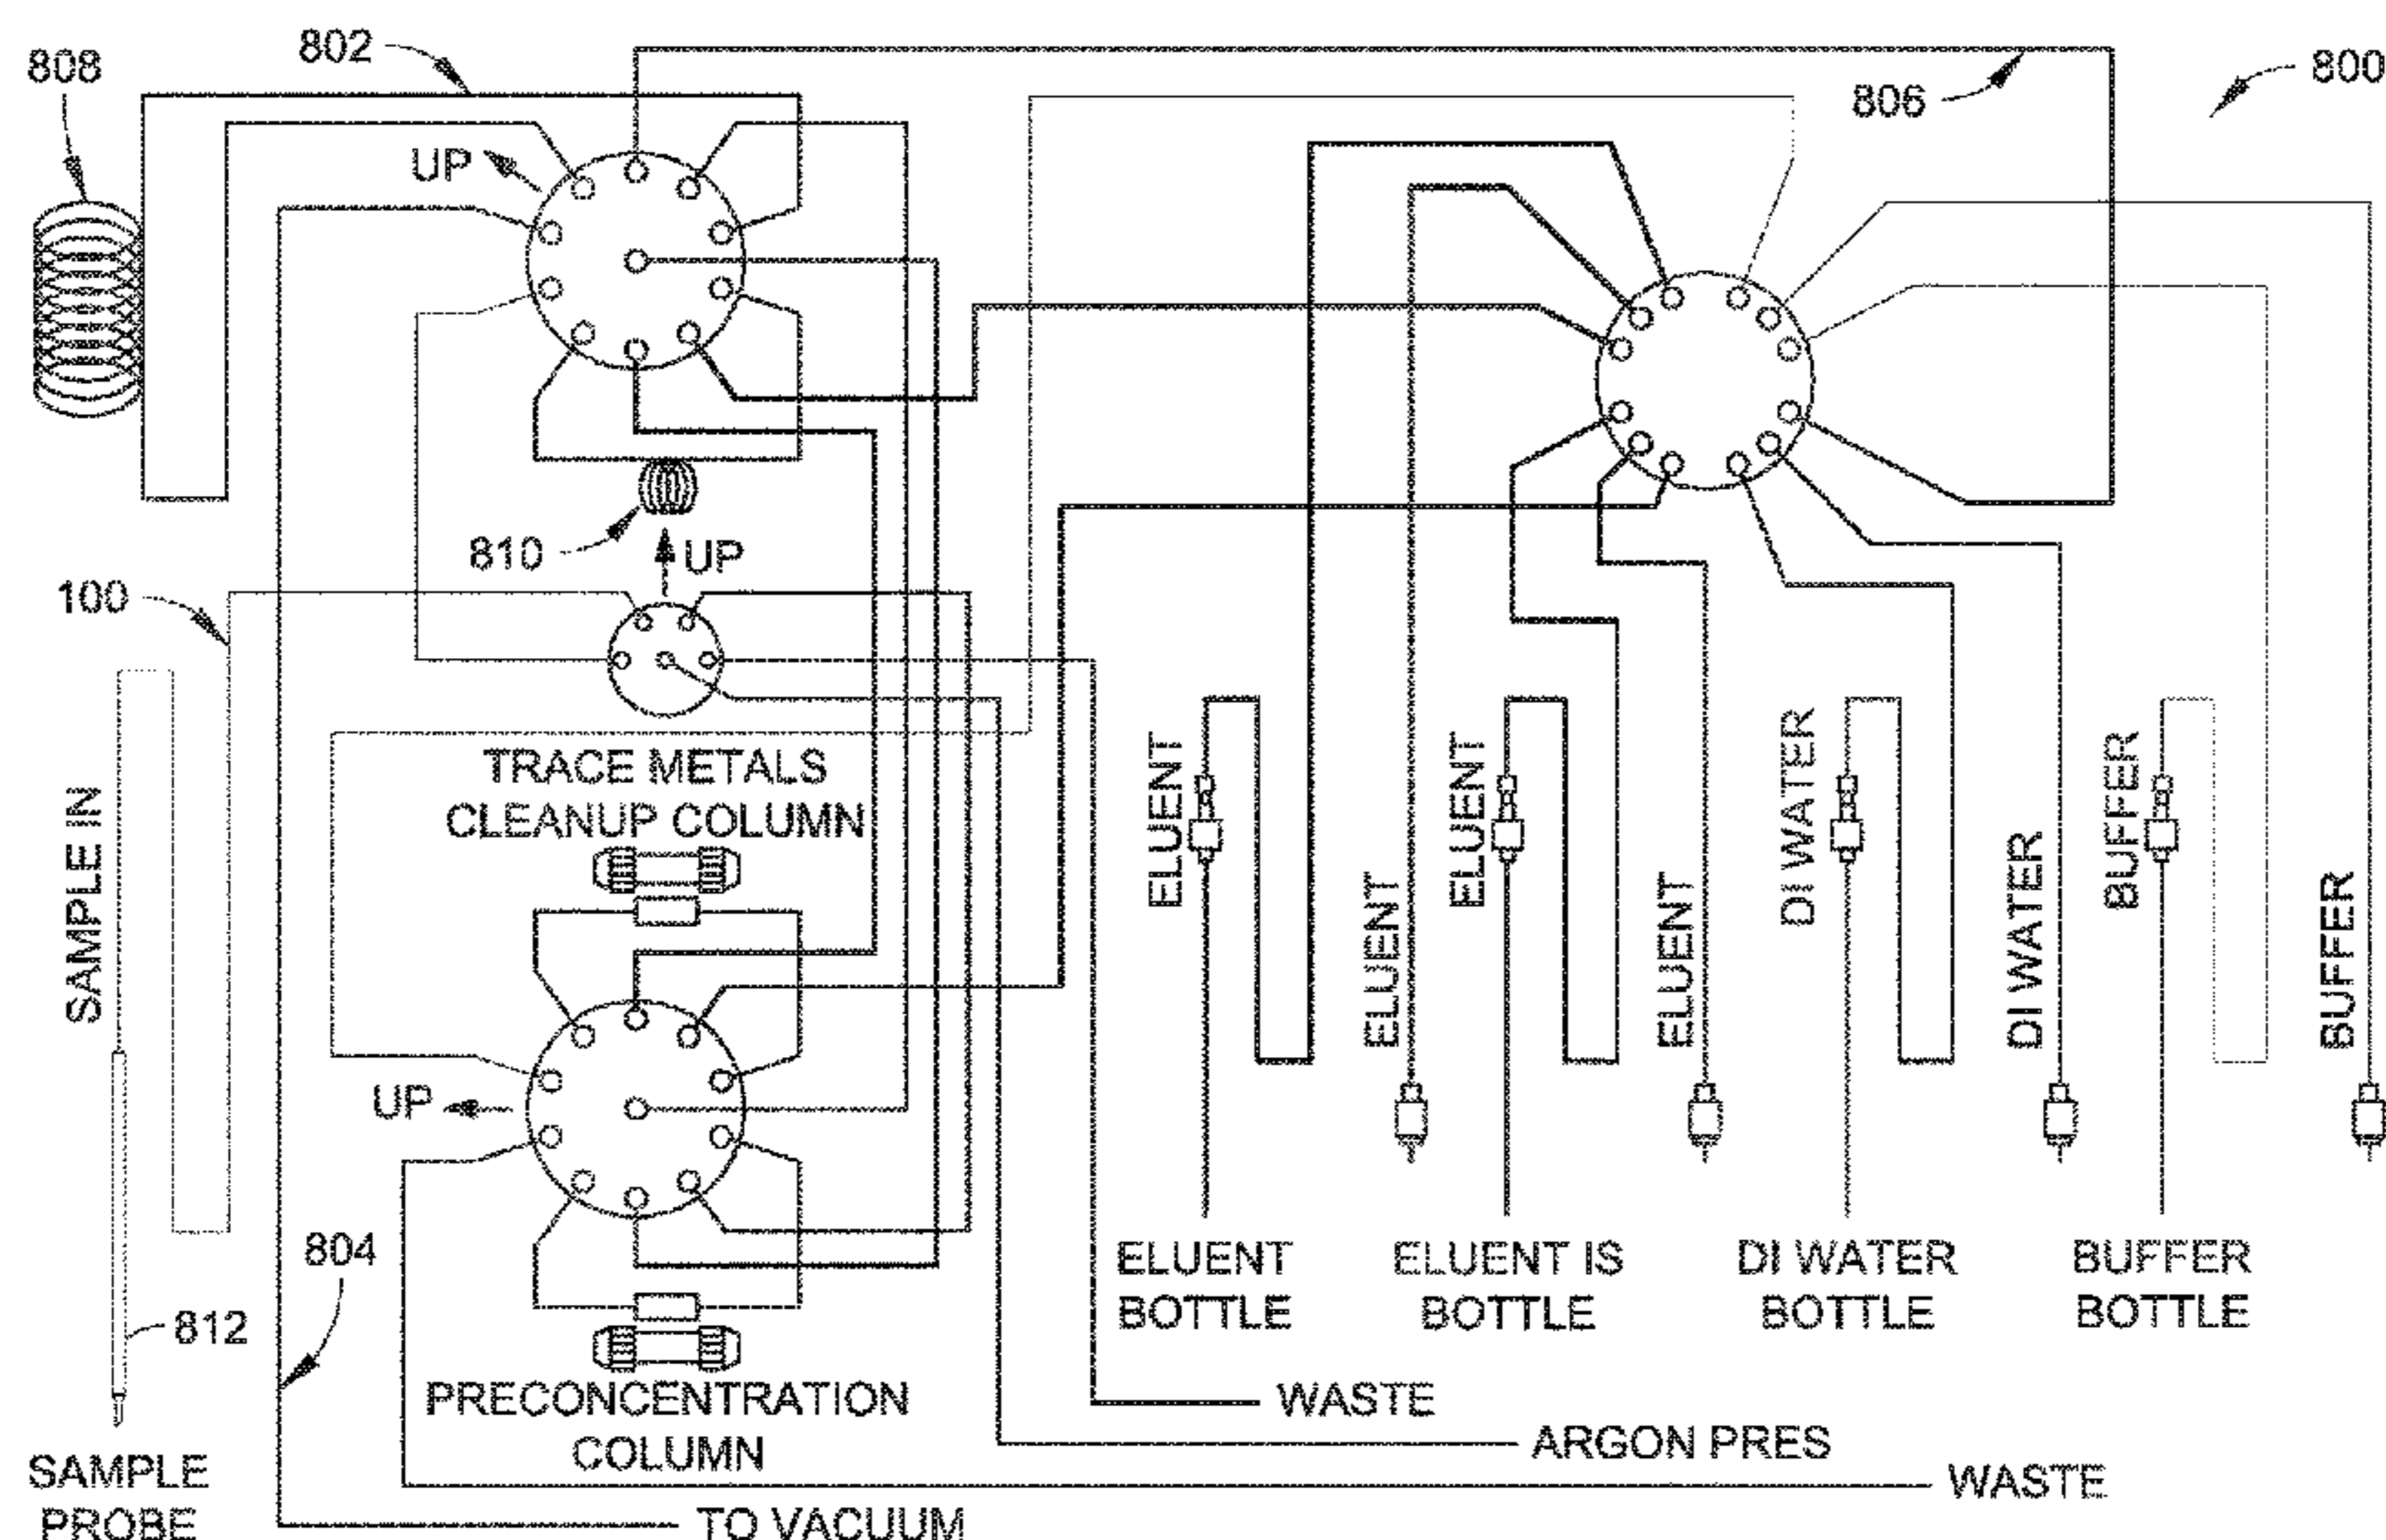 808
802
806
800
UP
810
UP
100
TRACE METALS
CLEANUP COLUMN
SAMPLE IN
ELUENT
ELUENT
ELUENT
ELUENT
DI WATER
DI WATER
BUFFER
BUFFER
UP
804
812
ELUENT
BOTTLE
ELUENT IS
BOTTLE
DI WATER
BOTTLE
BUFFER
BOTTLE
PRECONCENTRATION
COLUMN
WASTE
ARGON PRES
WASTE
SAMPLE
PROBE
TO VACUUM